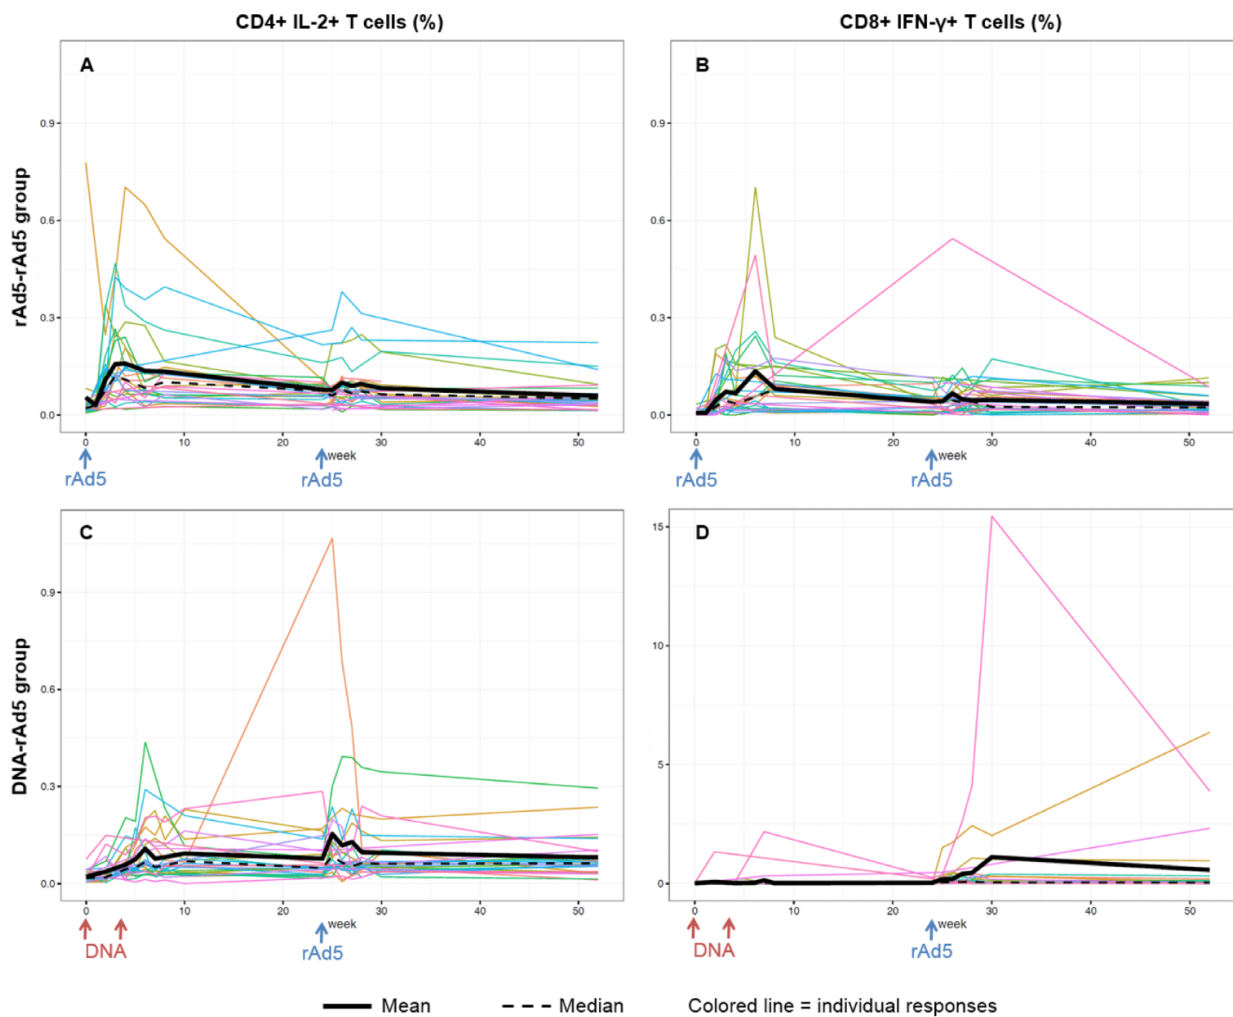 CD4+ IL-2+ T cells (%)
CD8+ IFN-γ+ T cells (%)
rAd5-rAd5 group
A
0.9
0.6
0.3
0.0
0 10 20 30 40 50
week
rAd5 rAd5
B
0.9
0.6
0.3
0.0
0 10 20 30 40 50
week
rAd5 rAd5
DNA-rAd5 group
C
0.9
0.6
0.3
0.0
0 10 20 30 40 50
week
DNA rAd5
D
15
10
5
0
0 10 20 30 40 50
week
DNA rAd5
Mean Median Colored line = individual responses